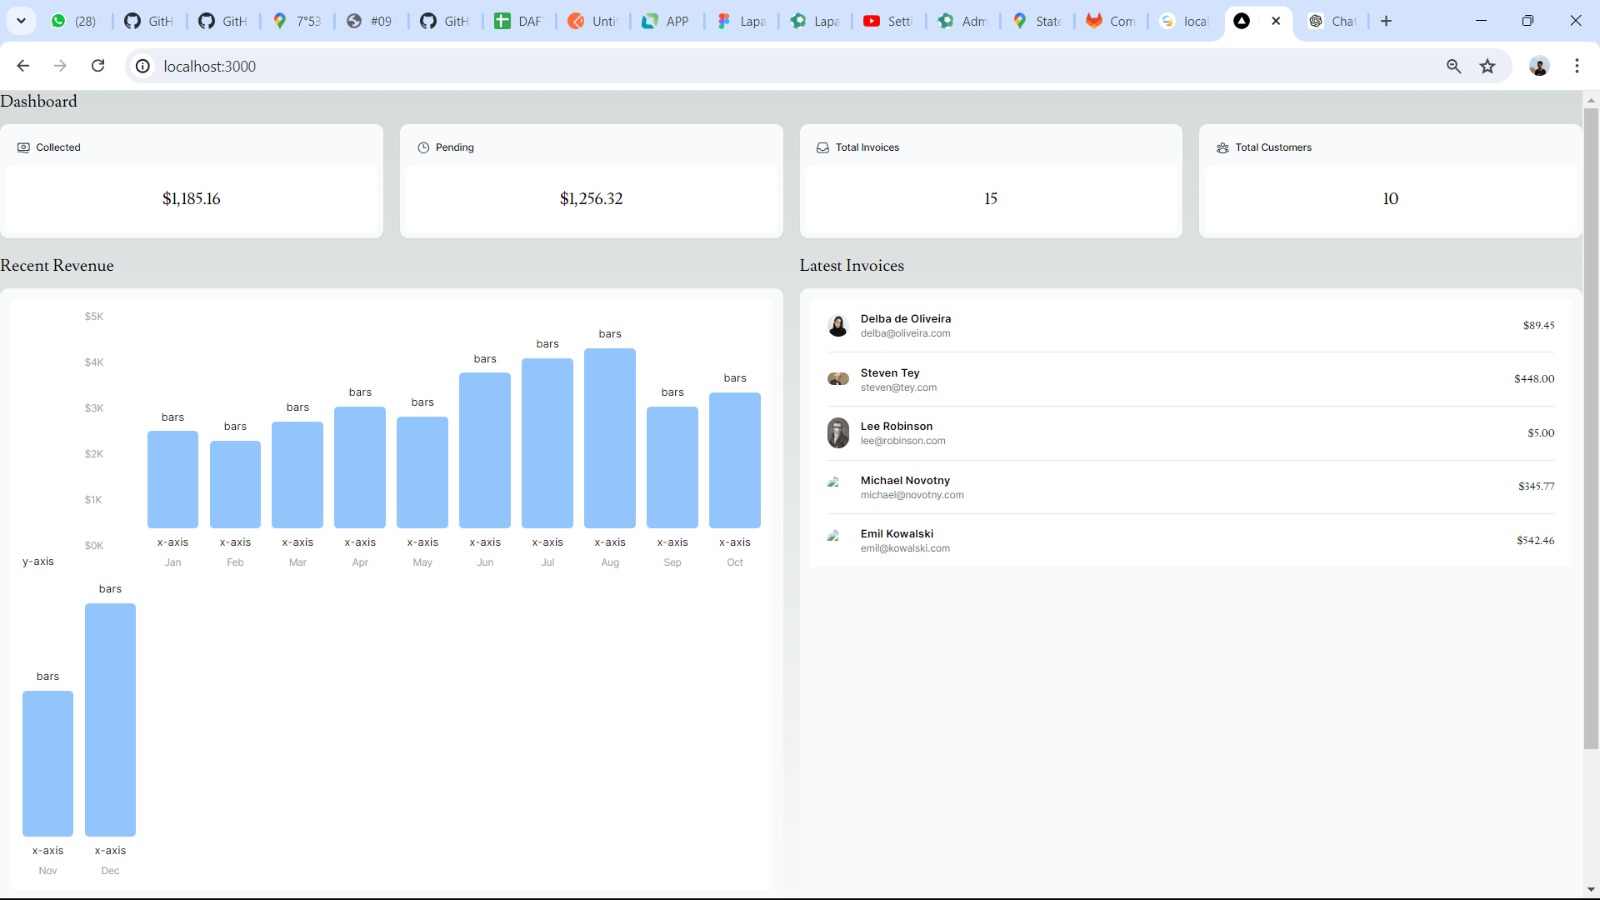 (28)
GitH
GitH
7°53
#09
GitH
DAF
Unti
APP
Lapa
Lapa
Setti
Adm
State
Com
local
Chat
localhost:3000
Dashboard
Collected
$1,185.16
Pending
$1,256.32
Total Invoices
15
Total Customers
10
Recent Revenue
$5K
$4K
$3K
$2K
$1K
$0K
y-axis
bars bars bars bars bars bars bars bars bars bars
x-axis x-axis x-axis x-axis x-axis x-axis x-axis x-axis x-axis x-axis
Jan Feb Mar Apr May Jun Jul Aug Sep Oct
bars bars
x-axis x-axis
Nov Dec
Latest Invoices
Delba de Oliveira
delba@oliveira.com
$89.45
Steven Tey
steven@tey.com
$448.00
Lee Robinson
lee@robinson.com
$5.00
Michael Novotny
michael@novotny.com
$345.77
Emil Kowalski
emil@kowalski.com
$542.46